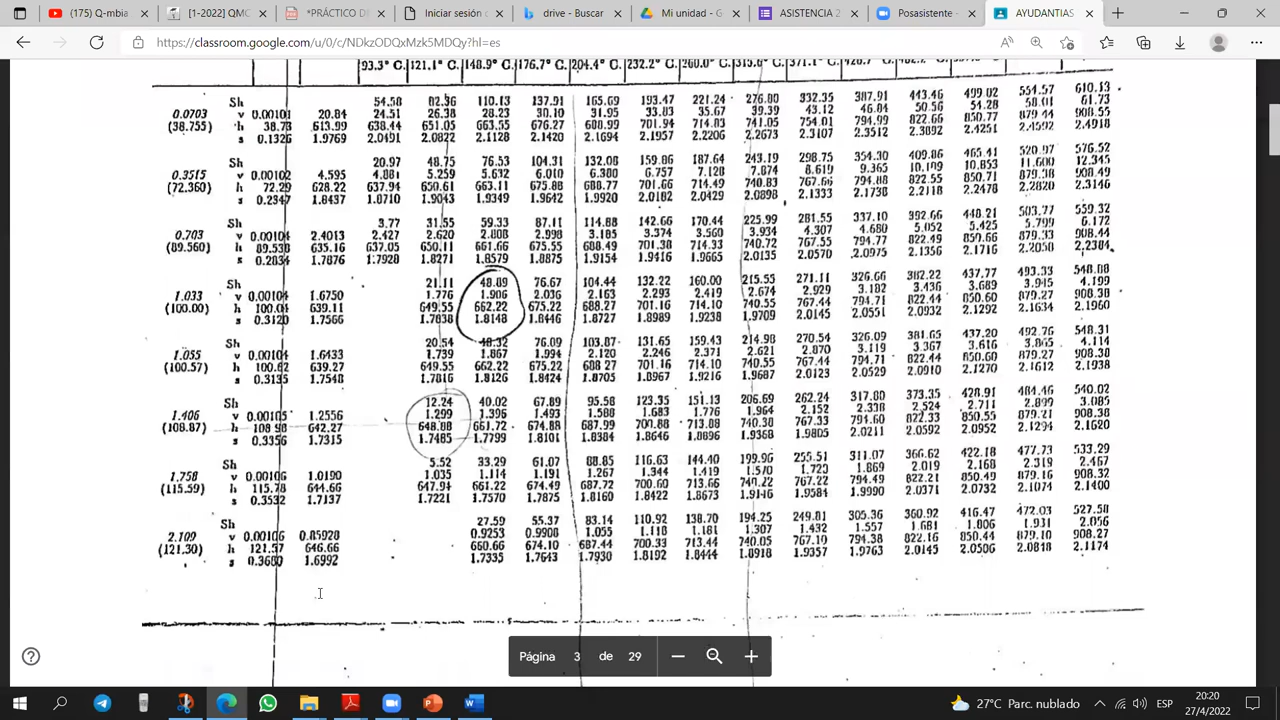 (175) Q-mbia
[1-2022] QMC
*PRÁCTICO DE
Iniciar sesión
drive - Buscar
Mi unidad - G
ASISTENCIA 2
Posasistente -
AYUDANTIAS
https://classroom.google.com/u/0/c/NDkzODQxMzk5MDQy?hl=es
93.3° C. 121.1° C. 148.9° C. 176.7° C. 204.4° C. 232.2° C. 260.0° C. 315.6° C. 371.1° C.
Sh 54.58 82.36 110.13 137.91 165.69 193.47 221.24 276.80 332.35 387.91 443.46 499.02 554.57 610.13
0.0703 v 0.00101 20.84 24.51 26.38 28.23 30.10 31.95 33.83 35.67 39.39 43.12 46.84 50.56 54.28 58.01 61.73
(38.755) h 38.73 613.99 638.44 651.05 663.55 676.27 688.99 701.94 714.83 741.05 754.01 794.99 822.66 850.77 879.44 908.55
s 0.1326 1.9769 2.0491 2.0822 2.1128 2.1420 2.1694 2.1957 2.2206 2.2673 2.3107 2.3512 2.3892 2.4251 2.4592 2.4918
Sh 20.97 48.75 76.53 104.31 132.08 159.86 187.64 243.19 298.75 354.30 409.86 465.41 520.97 576.52
0.3515 v 0.00102 4.595 4.881 5.259 5.632 6.010 6.380 6.757 7.128 7.874 8.619 9.365 10.109 10.853 11.600 12.345
(72.360) h 72.29 628.22 637.94 650.61 663.11 675.88 688.77 701.66 714.49 740.83 767.66 794.88 822.55 850.71 879.38 908.49
s 0.2347 1.8437 1.8710 1.9043 1.9349 1.9642 1.9920 2.0182 2.0429 2.0898 2.1333 2.1738 2.2118 2.2478 2.2820 2.3146
Sh 3.77 31.55 59.33 87.11 114.88 142.66 170.44 225.99 281.55 337.10 392.66 448.21 503.77 559.32
0.703 v 0.00104 2.4013 2.427 2.620 2.808 2.998 3.185 3.374 3.560 3.934 4.307 4.680 5.052 5.425 5.799 6.172
(89.560) h 89.538 635.16 637.05 650.11 661.66 675.55 688.49 701.38 714.33 740.72 767.55 794.77 822.49 850.66 879.33 908.44
s 0.2834 1.7876 1.7928 1.8271 1.8579 1.8875 1.9154 1.9416 1.9665 2.0135 2.0570 2.0975 2.1356 2.1716 2.2058 2.2384
Sh 21.11 48.89 76.67 104.44 132.22 160.00 215.55 271.11 326.66 382.22 437.77 493.33 548.88
1.033 v 0.00104 1.6750 1.776 1.906 2.036 2.163 2.293 2.419 2.674 2.929 3.182 3.436 3.689 3.945 4.199
(100.00) h 100.04 639.11 649.55 662.22 675.22 688.27 701.16 714.10 740.55 767.44 794.71 822.44 850.60 879.27 908.38
s 0.3120 1.7566 1.7838 1.8148 1.8446 1.8727 1.8989 1.9238 1.9709 2.0145 2.0551 2.0932 2.1292 2.1634 2.1960
Sh 20.54 48.32 76.09 103.87 131.65 159.43 214.98 270.54 326.09 381.65 437.20 492.76 548.31
1.055 v 0.00104 1.6433 1.739 1.867 1.994 2.120 2.246 2.371 2.621 2.870 3.119 3.367 3.616 3.865 4.114
(100.57) h 100.62 639.27 649.55 662.22 675.22 688.27 701.16 714.10 740.55 767.44 794.71 822.44 850.60 879.27 908.38
s 0.3135 1.7548 1.7816 1.8126 1.8424 1.8705 1.8967 1.9216 1.9687 2.0123 2.0529 2.0910 2.1270 2.1612 2.1938
Sh 12.24 40.02 67.89 95.58 123.35 151.13 206.69 262.24 317.80 373.35 428.91 484.46 540.02
1.406 v 0.00105 1.2556 1.299 1.396 1.493 1.588 1.683 1.776 1.964 2.152 2.338 2.524 2.711 2.899 3.085
(108.87) h 108.98 642.27 648.88 661.72 674.88 687.99 700.88 713.88 740.38 767.33 794.60 822.33 850.55 879.21 908.38
s 0.3356 1.7315 1.7485 1.7799 1.8101 1.8384 1.8646 1.8896 1.9368 1.9805 2.0211 2.0592 2.0952 2.1294 2.1620
Sh 5.52 33.29 61.07 88.85 116.63 144.40 199.96 255.51 311.07 366.62 422.18 477.73 533.29
1.758 v 0.00106 1.0190 1.035 1.114 1.191 1.267 1.344 1.419 1.570 1.720 1.869 2.019 2.168 2.319 2.467
(115.59) h 115.78 644.66 647.94 661.22 674.49 687.72 700.60 713.66 740.22 767.22 794.49 822.21 850.49 879.16 908.32
s 0.3532 1.7137 1.7221 1.7570 1.7875 1.8160 1.8422 1.8673 1.9146 1.9584 1.9990 2.0371 2.0732 2.1074 2.1400
Sh 27.59 55.37 83.14 110.92 138.70 194.25 249.81 305.36 360.92 416.47 472.03 527.58
2.109 v 0.00106 0.85928 0.9253 0.9908 1.055 1.118 1.181 1.307 1.432 1.557 1.681 1.806 1.931 2.056
(121.30) h 121.57 646.66 660.66 674.10 687.44 700.33 713.44 740.05 767.10 794.38 822.16 850.44 879.10 908.27
s 0.3680 1.6992 1.7335 1.7643 1.7930 1.8192 1.8444 1.8918 1.9357 1.9763 2.0145 2.0506 2.0848 2.1174
Página 3 de 29
27°C Parc. nublado
ESP
20:20
27/4/2022